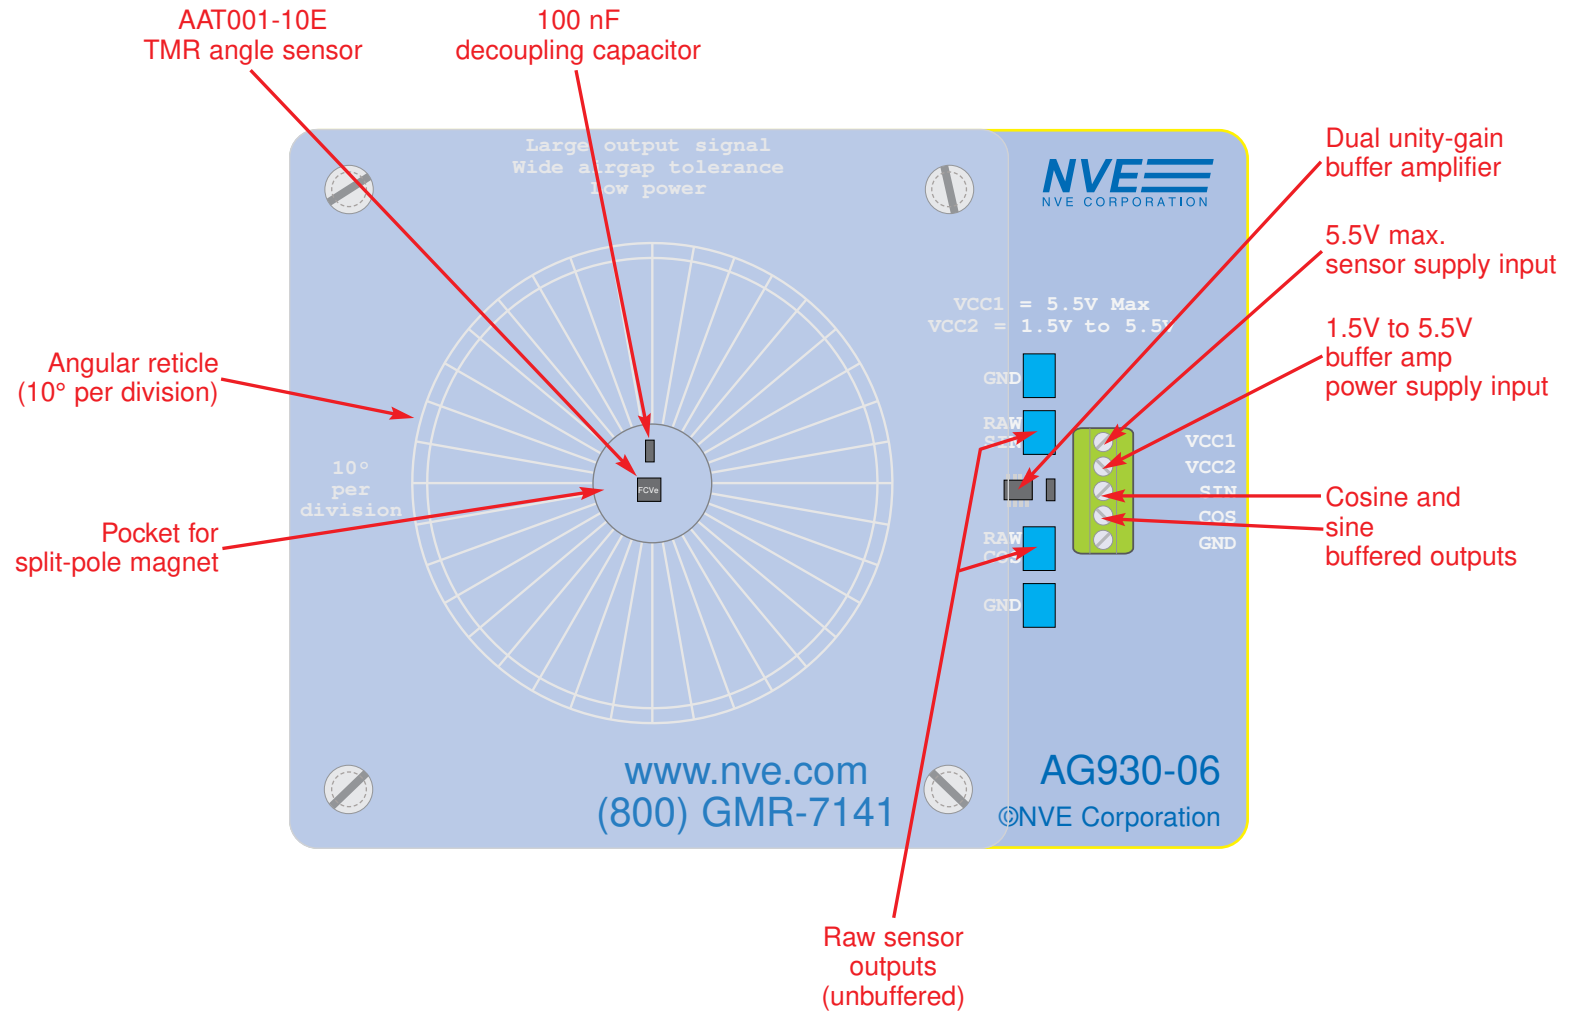 AAT001-10E
TMR angle sensor
100 nF
decoupling capacitor
Large output signal
Wide airgap tolerance
Low power
NVE
NVE CORPORATION
Dual unity-gain
buffer amplifier
5.5V max.
sensor supply input
VCC1 = 5.5V Max
VCC2 = 1.5V to 5.5V
1.5V to 5.5V
buffer amp
power supply input
Angular reticle
(10° per division)
GND
RAW
SIN
VCC1
VCC2
SIN
COS
GND
10°
per
division
FCVe
Cosine and
sine
buffered outputs
Pocket for
split-pole magnet
RAW
COS
GND
www.nve.com
(800) GMR-7141
AG930-06
©NVE Corporation
Raw sensor
outputs
(unbuffered)